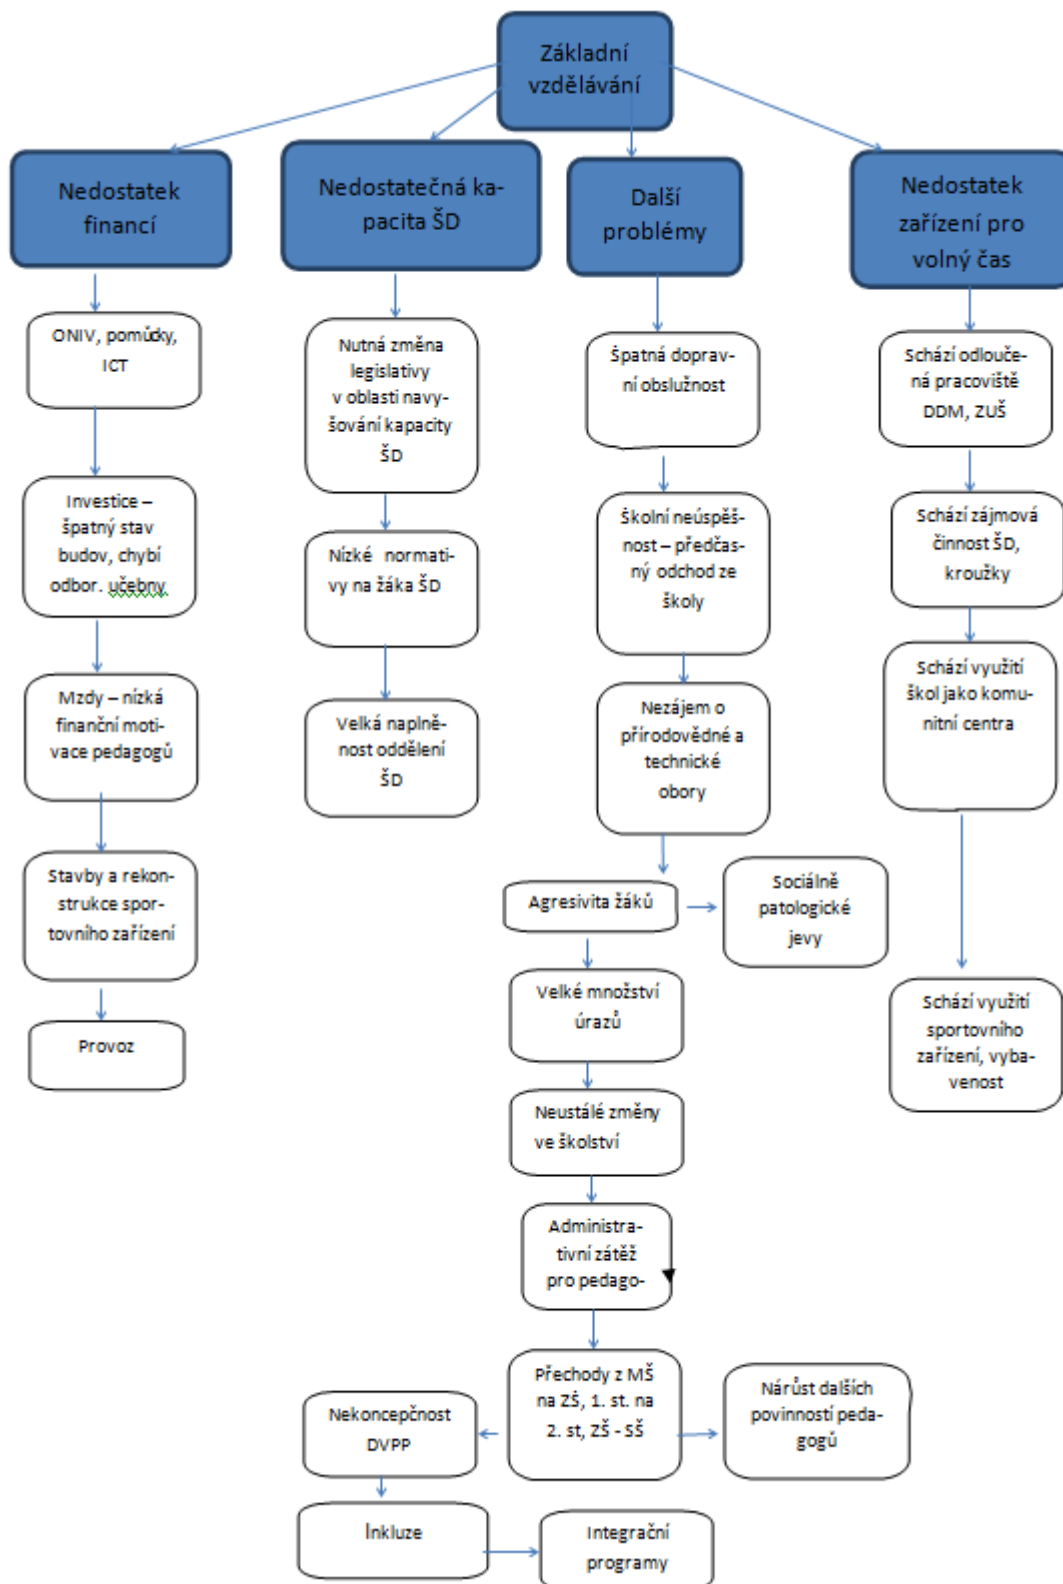 Základní
vzdělávání
Nedostatek
financí
ONIV, pomůcky,
ICT
Investice –
špatný stav
budov, chybí
odbor. učebny
Mzdy – nízká
finanční moti-
vace pedagogů
Stavby a rekon-
strukce spor-
tovního zařízení
Provoz
Nedostatečná ka-
pacita ŠD
Nutná změna
legislativy
v oblasti navy-
šování kapacity
ŠD
Nízké normati-
vy na žáka ŠD
Velká naplně-
nost oddělení
ŠD
Další
problémy
Špatná doprav-
ní obslužnost
Školní neúspěš-
nost – předčas-
ný odchod ze
školy
Nezájem o
přírodovědné a
technické
obory
Agresivita žáků
Sociálně
patologické
jevy
Velké množství
úrazů
Neustálé změny
ve školství
Administra-
tivní zátěž
pro pedago-
Přechody z MŠ
na ZŠ, 1. st. na
2. st, ZŠ - SŠ
Nekoncepčnost
DVPP
Nárůst dalších
povinností peda-
gogů
Inkluze
Integrační
programy
Nedostatek
zařízení pro
volný čas
Schází odlouče-
ná pracoviště
DDM, ZUŠ
Schází zájmová
činnost ŠD,
kroužky
Schází využití
škol jako komu-
nitní centra
Schází využití
sportovního
zařízení, vyba-
venost